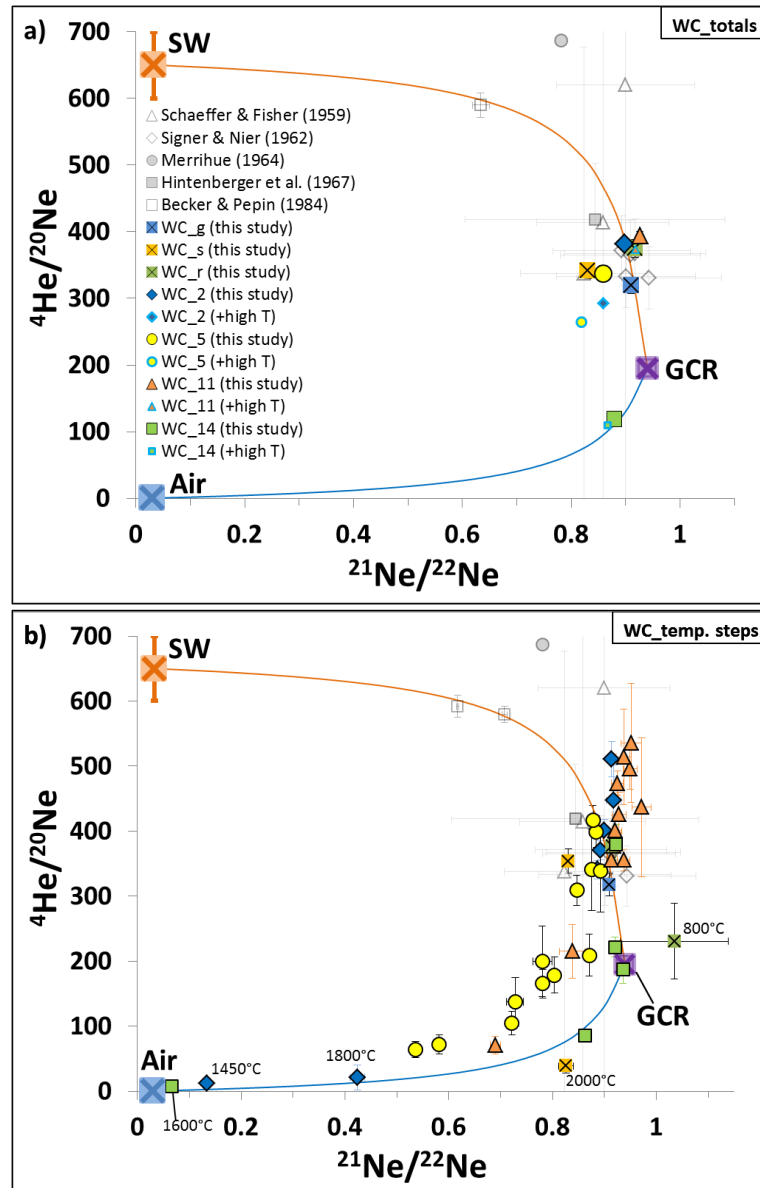 a)
WC_totals
700
SW
600
500
400
300
200
100
0
⁴He/²⁰Ne
Schaeffer & Fisher (1959)
Signer & Nier (1962)
Merrihue (1964)
Hintenberger et al. (1967)
Becker & Pepin (1984)
WC_g (this study)
WC_s (this study)
WC_r (this study)
WC_2 (this study)
WC_2 (+high T)
WC_5 (this study)
WC_5 (+high T)
WC_11 (this study)
WC_11 (+high T)
WC_14 (this study)
WC_14 (+high T)
GCR
Air
0 0.2 0.4 0.6 0.8 1
²¹Ne/²²Ne
b)
WC_temp. steps
700
SW
600
500
400
300
200
100
0
⁴He/²⁰Ne
800°C
GCR
Air
1450°C
1800°C
2000°C
1600°C
0 0.2 0.4 0.6 0.8 1
²¹Ne/²²Ne